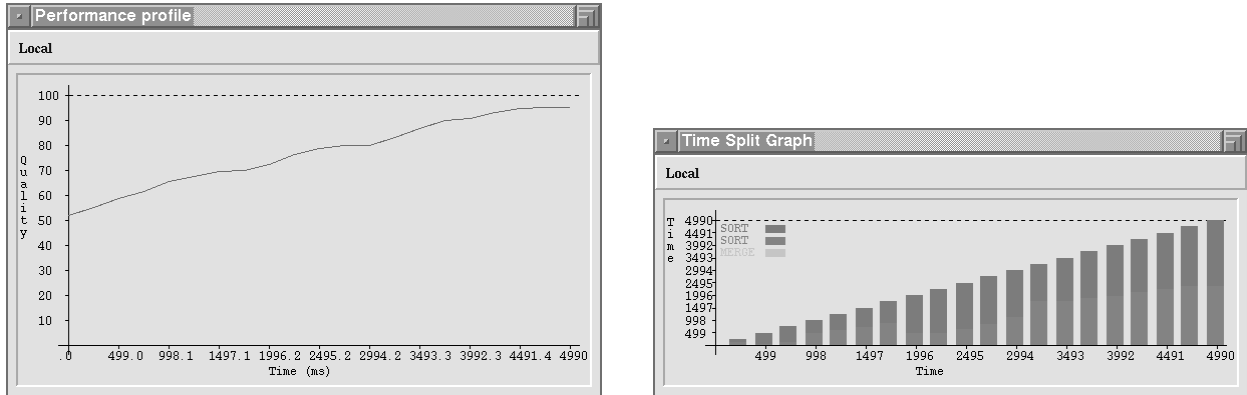 Performance profile
Local
100
90
80
70
60
50
40
30
20
10
Quality
.0 499.0 998.1 1497.1 1996.2 2495.2 2994.2 3493.3 3992.3 4491.4 4990
Time (ms)
Time Split Graph
Local
Time
4990
4491
3992
3493
2994
2495
1996
1497
998
499
SORT
SORT
MERGE
499 998 1497 1996 2495 2994 3493 3992 4491 4990
Time